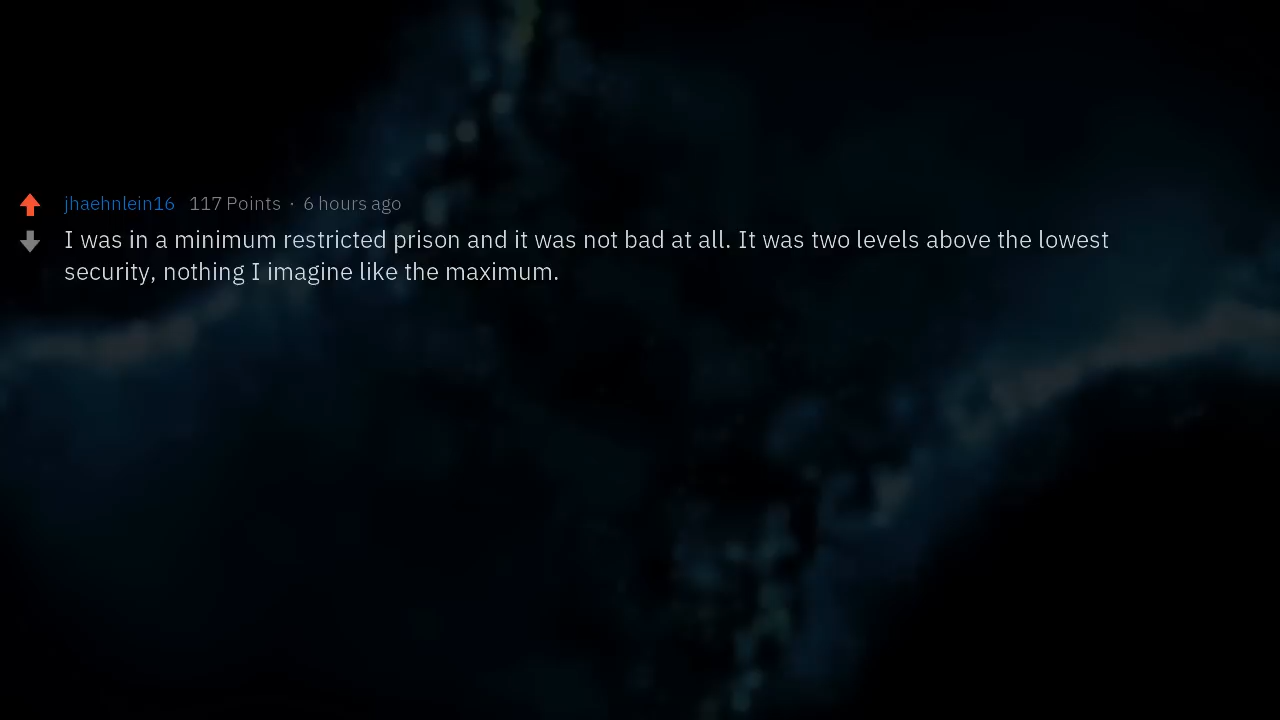 jhaehnlein16 117 Points · 6 hours ago
I was in a minimum restricted prison and it was not bad at all. It was two levels above the lowest
security, nothing I imagine like the maximum.